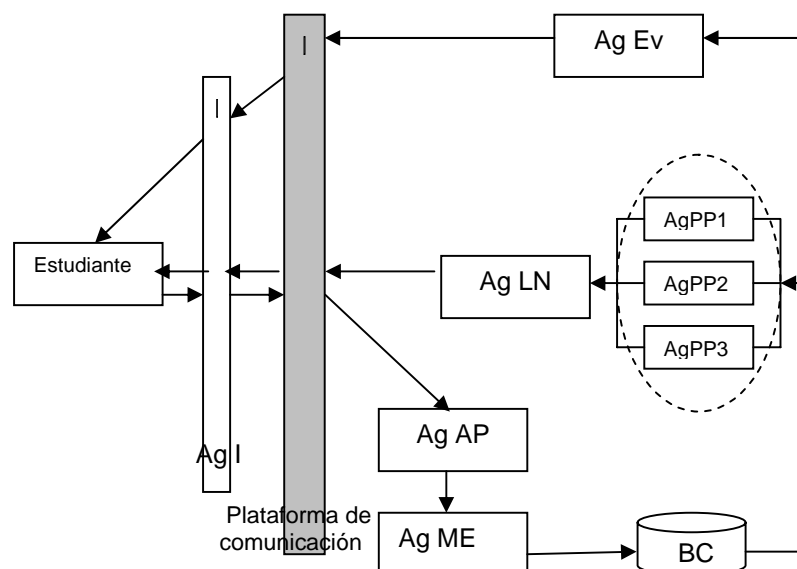 Ag Ev
AgPP1
Estudiante
Ag LN
AgPP2
AgPP3
Ag AP
Ag I
Plataforma de
comunicación
Ag ME
BC